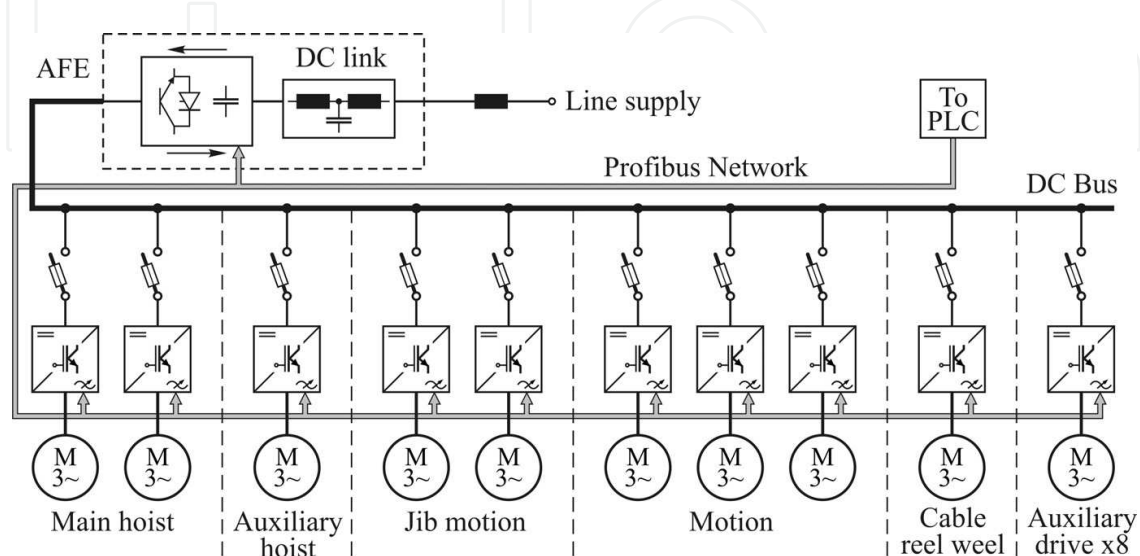 AFE
DC link
Line supply
To
PLC
Profibus Network
DC Bus
M
3~
M
3~
M
3~
M
3~
M
3~
M
3~
M
3~
M
3~
M
3~
M
3~
Main hoist
Auxiliary
hoist
Jib motion
Motion
Cable
reel weel
Auxiliary
drive x8